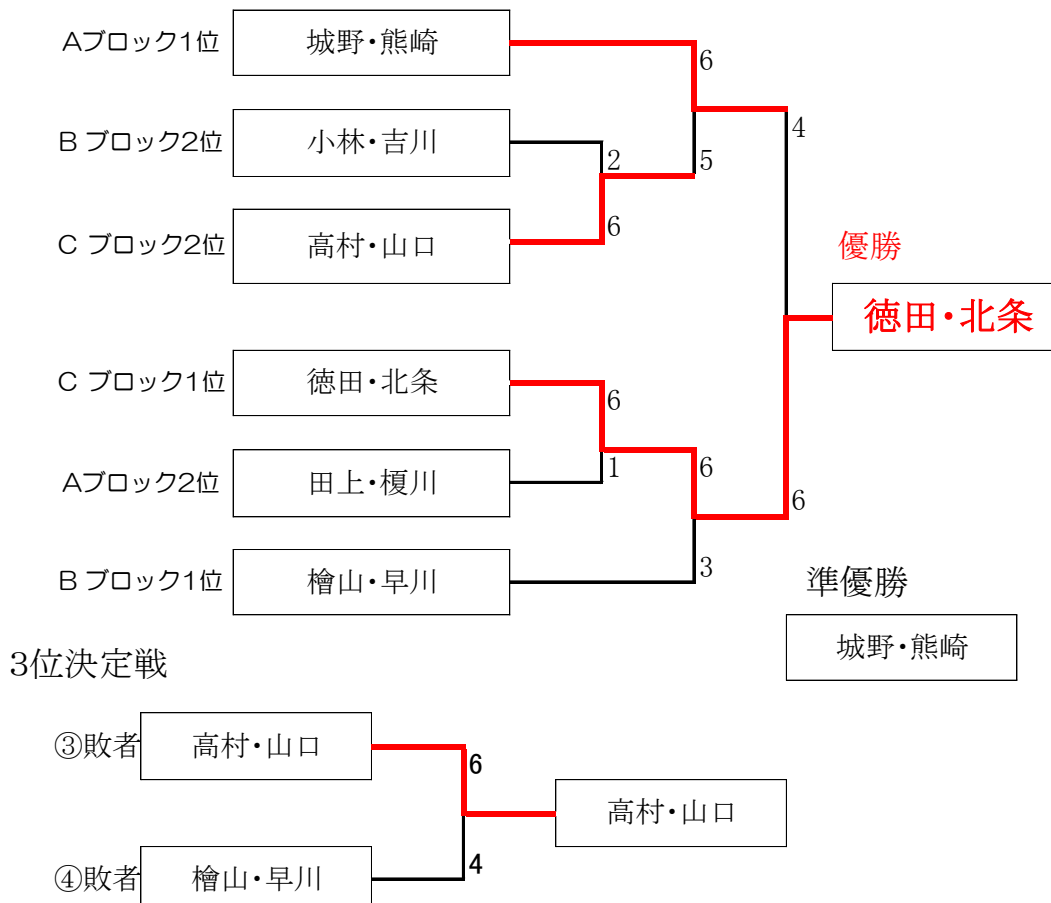 Aブロック1位
城野・熊崎
6
4
B ブロック2位
小林・吉川
2
5
C ブロック2位
高村・山口
6
優勝
徳田・北条
C ブロック1位
徳田・北条
6
6
6
Aブロック2位
田上・榎川
1
B ブロック1位
檜山・早川
3
準優勝
城野・熊崎
3位決定戦
③敗者
高村・山口
6
高村・山口
④敗者
檜山・早川
4